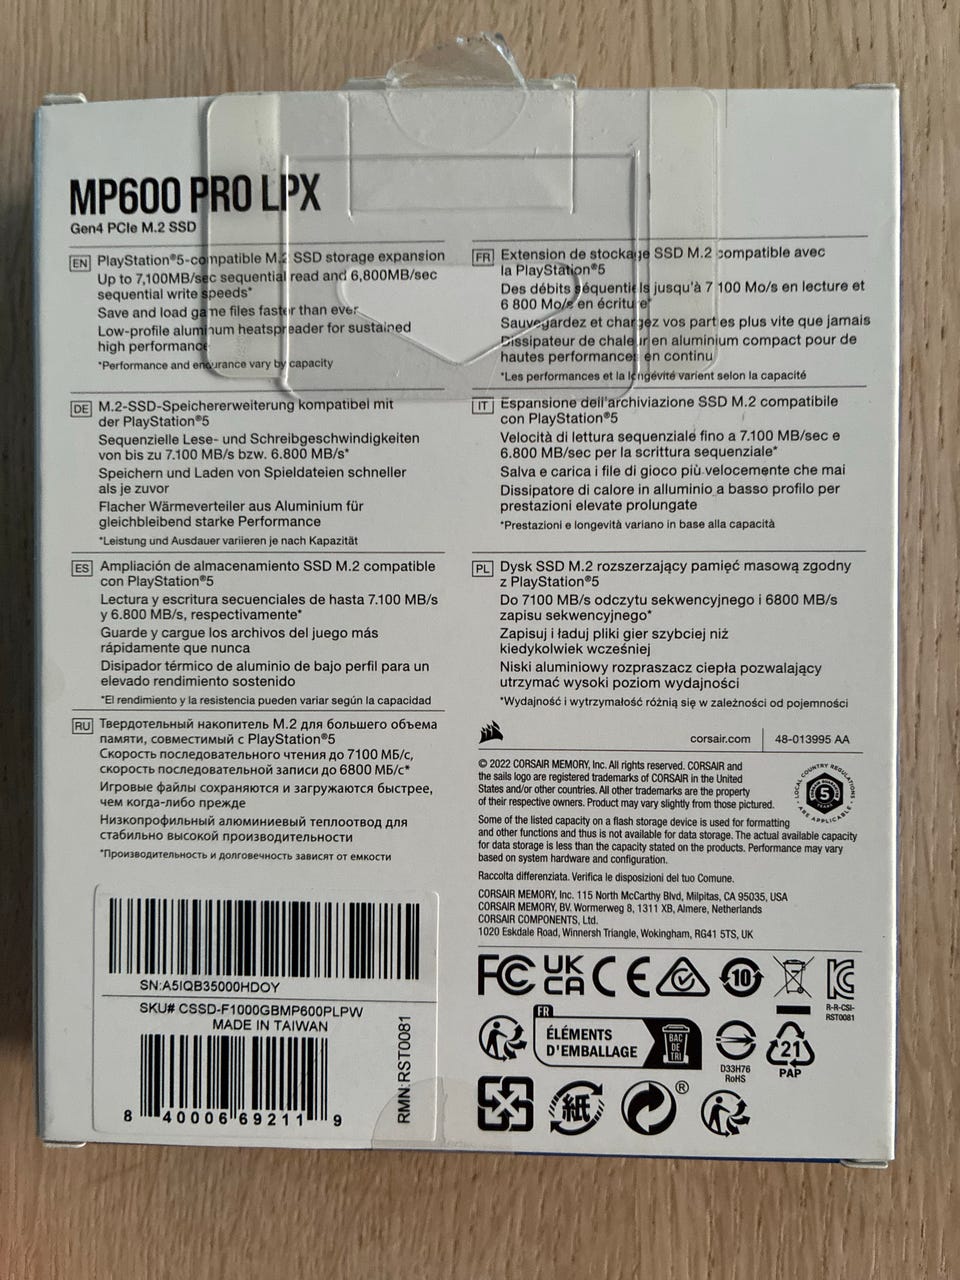 MP600 PRO LPX
Gen4 PCIe M.2 SSD
EN
PlayStation®5-compatible M.2 SSD storage expansion
Up to 7,100MB/sec sequential read and 6,800MB/sec
sequential write speeds*
Save and load game files faster than ever
Low-profile aluminum heatspreader for sustained
high performance
*Performance and endurance vary by capacity
FR
Extension de stockage SSD M.2 compatible avec
la PlayStation®5
Des débits séquentiels jusqu'à 7 100 Mo/s en lecture et
6 800 Mo/s en écriture*
Sauvegardez et chargez vos parties plus vite que jamais
Dissipateur de chaleur en aluminium compact pour de
hautes performances en continu
*Les performances et la longévité varient selon la capacité
DE
M.2-SSD-Speichererweiterung kompatibel mit
der PlayStation®5
Sequenzielle Lese- und Schreibgeschwindigkeiten
von bis zu 7.100 MB/s bzw. 6.800 MB/s*
Speichern und Laden von Spieldateien schneller
als je zuvor
Flacher Wärmeverteiler aus Aluminium für
gleichbleibend starke Performance
*Leistung und Ausdauer variieren je nach Kapazität
IT
Espansione dell'archiviazione SSD M.2 compatibile
con PlayStation®5
Velocità di lettura sequenziale fino a 7.100 MB/sec e
6.800 MB/sec per la scrittura sequenziale*
Salva e carica i file di gioco più velocemente che mai
Dissipatore di calore in alluminio a basso profilo per
prestazioni elevate prolungate
*Prestazioni e longevità variano in base alla capacità
ES
Ampliación de almacenamiento SSD M.2 compatible
con PlayStation®5
Lectura y escritura secuenciales de hasta 7.100 MB/s
y 6.800 MB/s, respectivamente*
Guarde y cargue los archivos del juego más
rápidamente que nunca
Disipador térmico de aluminio de bajo perfil para un
elevado rendimiento sostenido
*El rendimiento y la resistencia pueden variar según la capacidad
PL
Dysk SSD M.2 rozszerzający pamięć masową zgodny
z PlayStation®5
Do 7100 MB/s odczytu sekwencyjnego i 6800 MB/s
zapisu sekwencyjnego*
Zapisuj i ładuj pliki gier szybciej niż
kiedykolwiek wcześniej
Niski aluminiowy rozpraszacz ciepła pozwalający
utrzymać wysoki poziom wydajności
*Wydajność i wytrzymałość różnią się w zależności od pojemności
RU
Твердотельный накопитель M.2 для большего объема
памяти, совместимый с PlayStation®5
Скорость последовательного чтения до 7100 МБ/с,
скорость последовательной записи до 6800 МБ/с*
Игровые файлы сохраняются и загружаются быстрее,
чем когда-либо прежде
Низкопрофильный алюминиевый теплоотвод для
стабильно высокой производительности
*Производительность и долговечность зависят от емкости
corsair.com
48-013995 AA
© 2022 CORSAIR MEMORY, Inc. All rights reserved. CORSAIR and
the sails logo are registered trademarks of CORSAIR in the United
States and/or other countries. All other trademarks are the property
of their respective owners. Product may vary slightly from those pictured.
LOCAL COUNTRY REGULATIONS
5
YEARS
ARE APPLICABLE
Some of the listed capacity on a flash storage device is used for formatting
and other functions and thus is not available for data storage. The actual available capacity
for data storage is less than the capacity stated on the products. Performance may vary
based on system hardware and configuration.
Raccolta differenziata. Verifica le disposizioni del tuo Comune.
CORSAIR MEMORY, Inc. 115 North McCarthy Blvd, Milpitas, CA 95035, USA
CORSAIR MEMORY, BV. Wormerweg 8, 1311 XB, Almere, Netherlands
CORSAIR COMPONENTS, Ltd.
1020 Eskdale Road, Winnersh Triangle, Wokingham, RG41 5TS, UK
SN:A5IQB35000HDOY
SKU# CSSD-F1000GBMP600PLPW
MADE IN TAIWAN
8 40006 69211 9
RMN:RST0081
FC
UK
CA
CE
10
R-R-CSI-
RST0081
FR
ÉLÉMENTS
D'EMBALLAGE
BAC
DE
TRI
D33H76
RoHS
21
PAP
紙
®